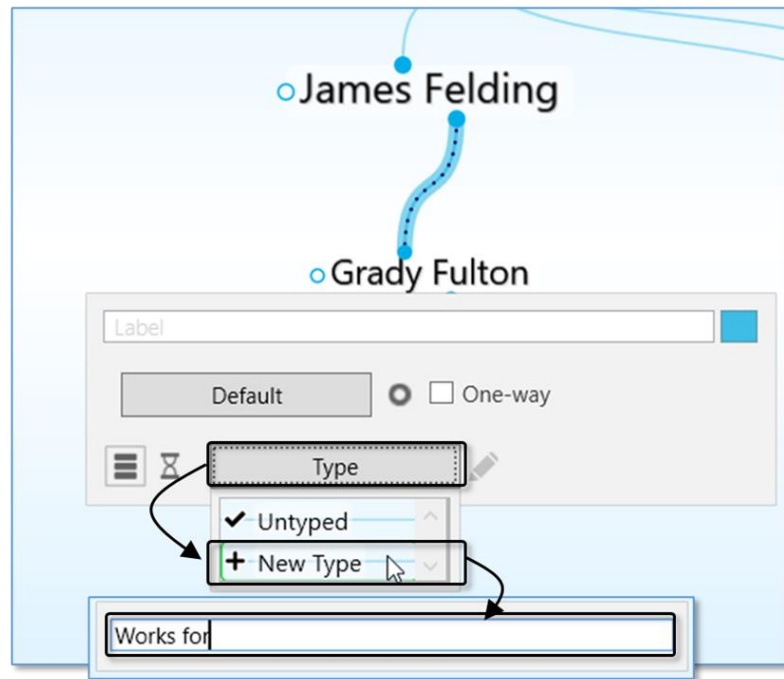 James Felding
Grady Fulton
Label
Default
One-way
Type
Untyped
New Type
Works for